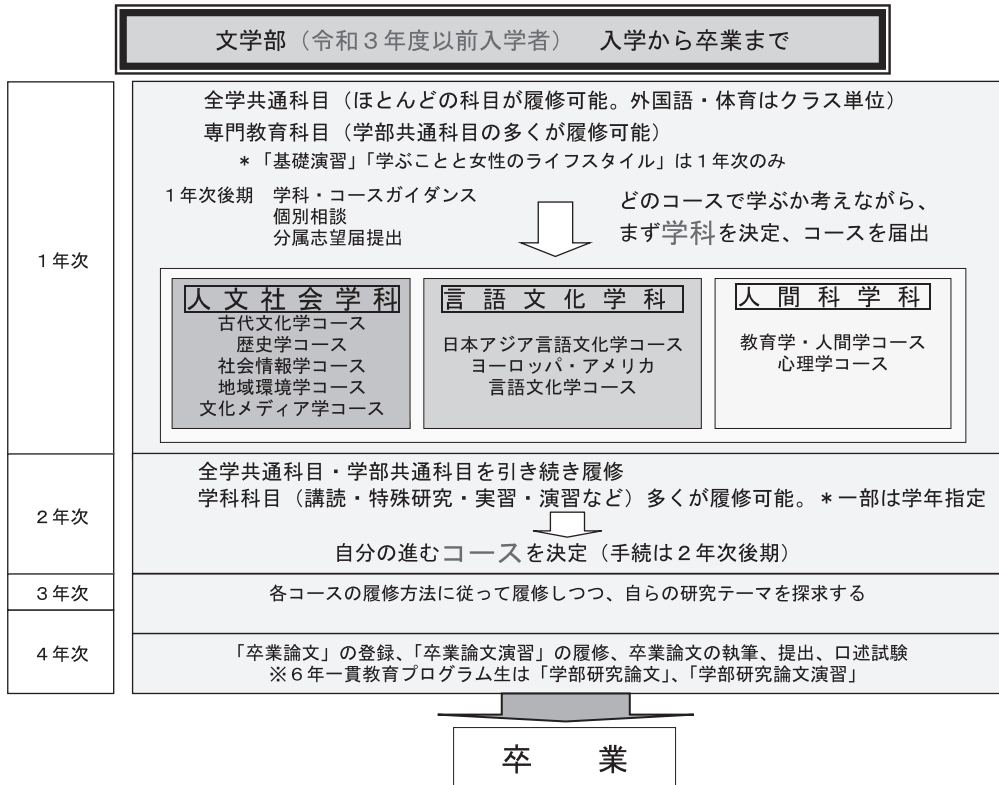 文学部（令和３年度以前入学者）　入学から卒業まで
１年次
全学共通科目（ほとんどの科目が履修可能。外国語・体育はクラス単位）
専門教育科目（学部共通科目の多くが履修可能）
＊「基礎演習」「学ぶことと女性のライフスタイル」は１年次のみ
１年次後期　学科・コースガイダンス
個別相談
分属志望届提出
どのコースで学ぶか考えながら、
まず学科を決定、コースを届出
人文社会学科
古代文化学コース
歴史学コース
社会情報学コース
地域環境学コース
文化メディア学コース
言語文化学科
日本アジア言語文化学コース
ヨーロッパ・アメリカ
言語文化学コース
人間科学科
教育学・人間学コース
心理学コース
２年次
全学共通科目・学部共通科目を引き続き履修
学科科目（講読・特殊研究・実習・演習など）多くが履修可能。＊一部は学年指定
自分の進むコースを決定（手続は２年次後期）
３年次
各コースの履修方法に従って履修しつつ、自らの研究テーマを探求する
４年次
「卒業論文」の登録、「卒業論文演習」の履修、卒業論文の執筆、提出、口述試験
※６年一貫教育プログラム生は「学部研究論文」、「学部研究論文演習」
卒　業